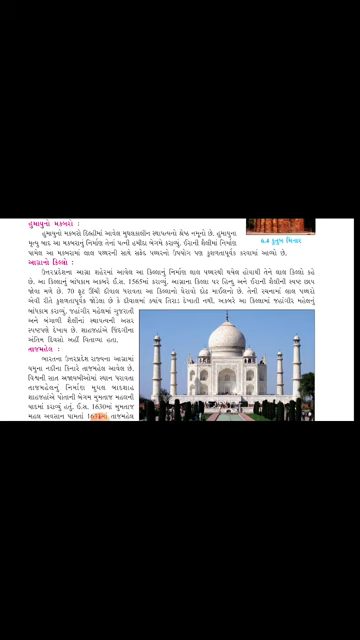 હુમાયુનો મકબરો :
હુમાયુનો મકબરો દિલ્હીમાં આવેલ મુઘલકાલીન સ્થાપત્યનો શ્રેષ્ઠ નમૂનો છે. હુમાયુના
મૃત્યુ બાદ આ મકબરાનું નિર્માણ તેનાં પત્ની હમીદા બેગમે કરાવ્યું. ઈરાની શૈલીમાં નિર્માણ
પામેલ આ મકબરામાં લાલ પથ્થરની સાથે સફેદ પથ્થરનો ઉપયોગ પણ કુશળતાપૂર્વક કરવામાં આવ્યો છે.
6.4 કુતુબ મિનાર
આગ્રાનો કિલ્લો :
ઉત્તરપ્રદેશના આગ્રા શહેરમાં આવેલ આ કિલ્લાનું નિર્માણ લાલ પથ્થરથી થયેલ હોવાથી તેને લાલ કિલ્લો કહે
છે. આ કિલ્લાનું બાંધકામ અકબરે ઈ.સ. 1565માં કરાવ્યું. આગ્રાના કિલ્લા પર હિન્દુ અને ઈરાની શૈલીની સ્પષ્ટ છાપ
જોવા મળે છે. 70 ફૂટ ઊંચી દીવાલ ધરાવતા આ કિલ્લાનો ઘેરાવો દોઢ માઈલનો છે. તેની રચનામાં લાલ પથ્થરો
એવી રીતે કુશળતાપૂર્વક જોડેલા છે કે દીવાલમાં ક્યાંય તિરાડ દેખાતી નથી. અકબરે આ કિલ્લામાં જહાંગીર મહેલનું
બાંધકામ કરાવ્યું. જહાંગીર મહેલમાં ગુજરાતી
અને બંગાળી શૈલીનાં સ્થાપત્યની અસર
સ્પષ્ટપણે દેખાય છે. શાહજહાંએ જિંદગીના
અંતિમ દિવસો અહીં વિતાવ્યા હતા.
તાજમહેલ :
ભારતના ઉત્તરપ્રદેશ રાજ્યના આગ્રામાં
યમુના નદીના કિનારે તાજમહેલ આવેલ છે.
વિશ્વની સાત અજાયબીઓમાં સ્થાન ધરાવતા
તાજમહેલનું નિર્માણ મુઘલ બાદશાહ
શાહજહાંએ પોતાની બેગમ મુમતાજ મહલની
યાદમાં કરાવ્યું હતું. ઈ.સ. 1630માં મુમતાજ
મહલ અવસાન પામતાં 1631માં તાજમહેલ